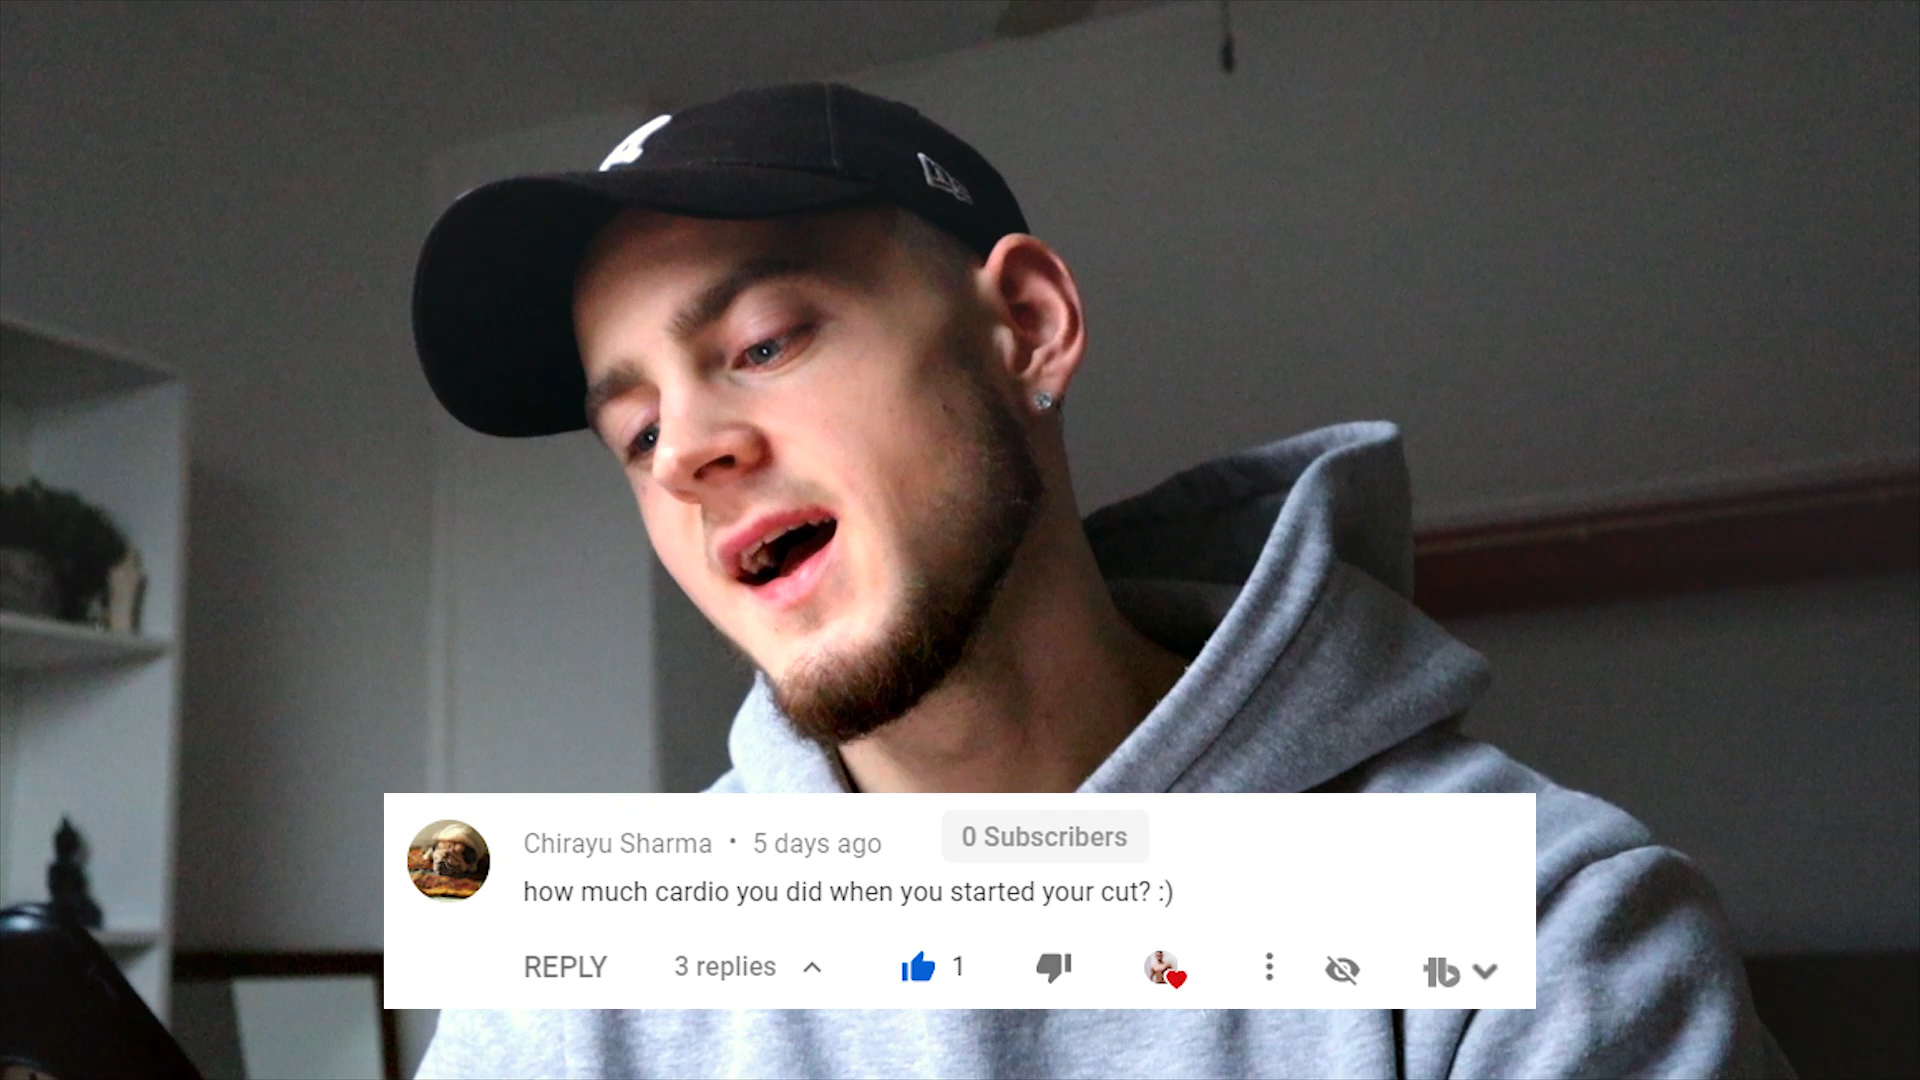 Chirayu Sharma • 5 days ago 0 Subscribers
how much cardio you did when you started your cut? :)
REPLY 3 replies 1